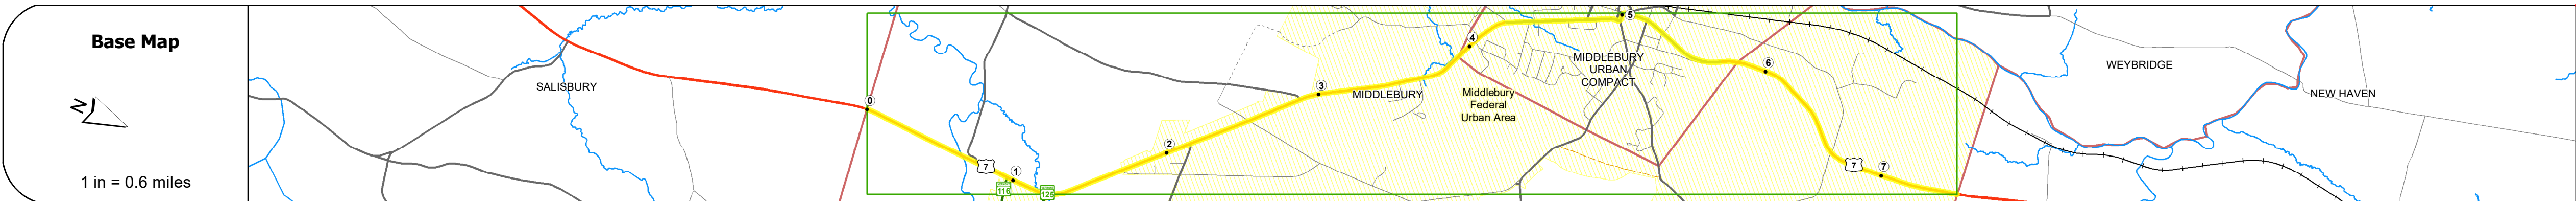 Base Map
N
1 in = 0.6 miles
SALISBURY
0
7
1
116
125
2
3
MIDDLEBURY
4
Middlebury
Federal
Urban Area
5
MIDDLEBURY
URBAN
COMPACT
6
7
7
WEYBRIDGE
NEW HAVEN